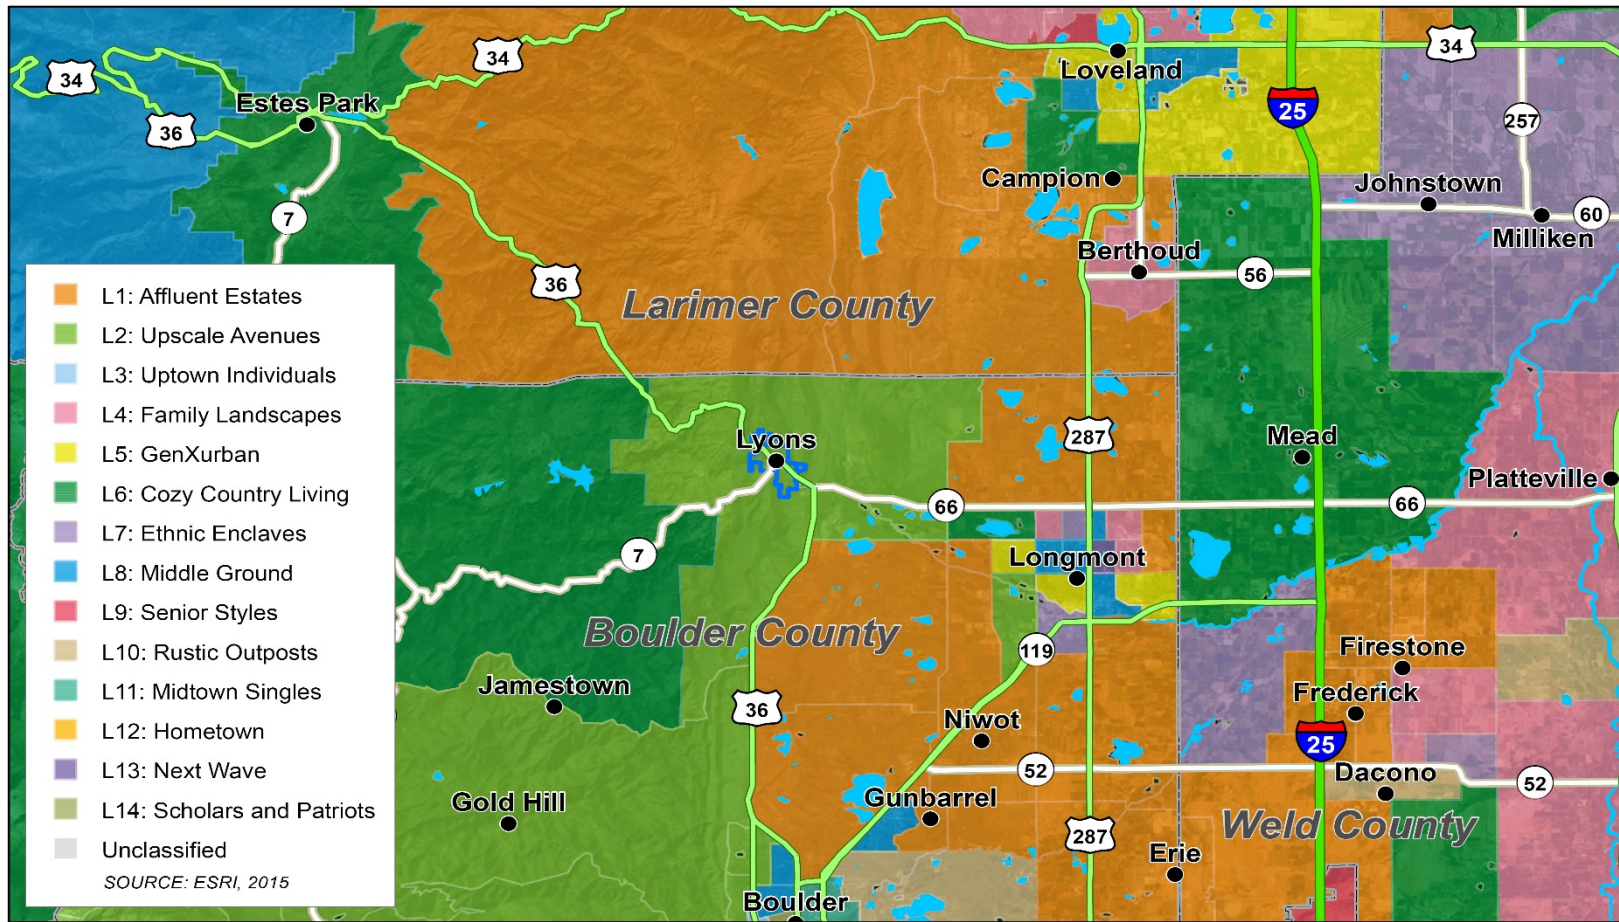 34
34
257
Loveland
34
25
Estes Park
36
Campion
Johnstown
7
60
Milliken
Berthoud
36
56
Larimer County
L1: Affluent Estates
L2: Upscale Avenues
L3: Uptown Individuals
L4: Family Landscapes
L5: GenXurban
L6: Cozy Country Living
L7: Ethnic Enclaves
L8: Middle Ground
L9: Senior Styles
L10: Rustic Outposts
L11: Midtown Singles
L12: Hometown
L13: Next Wave
L14: Scholars and Patriots
Unclassified
SOURCE: ESRI, 2015
Lyons
287
Mead
Platteville
66
66
7
Longmont
Boulder County
119
Firestone
Jamestown
Frederick
36
Niwot
25
52
Dacono
52
Gold Hill
Gunbarrel
287
Weld County
Erie
Boulder